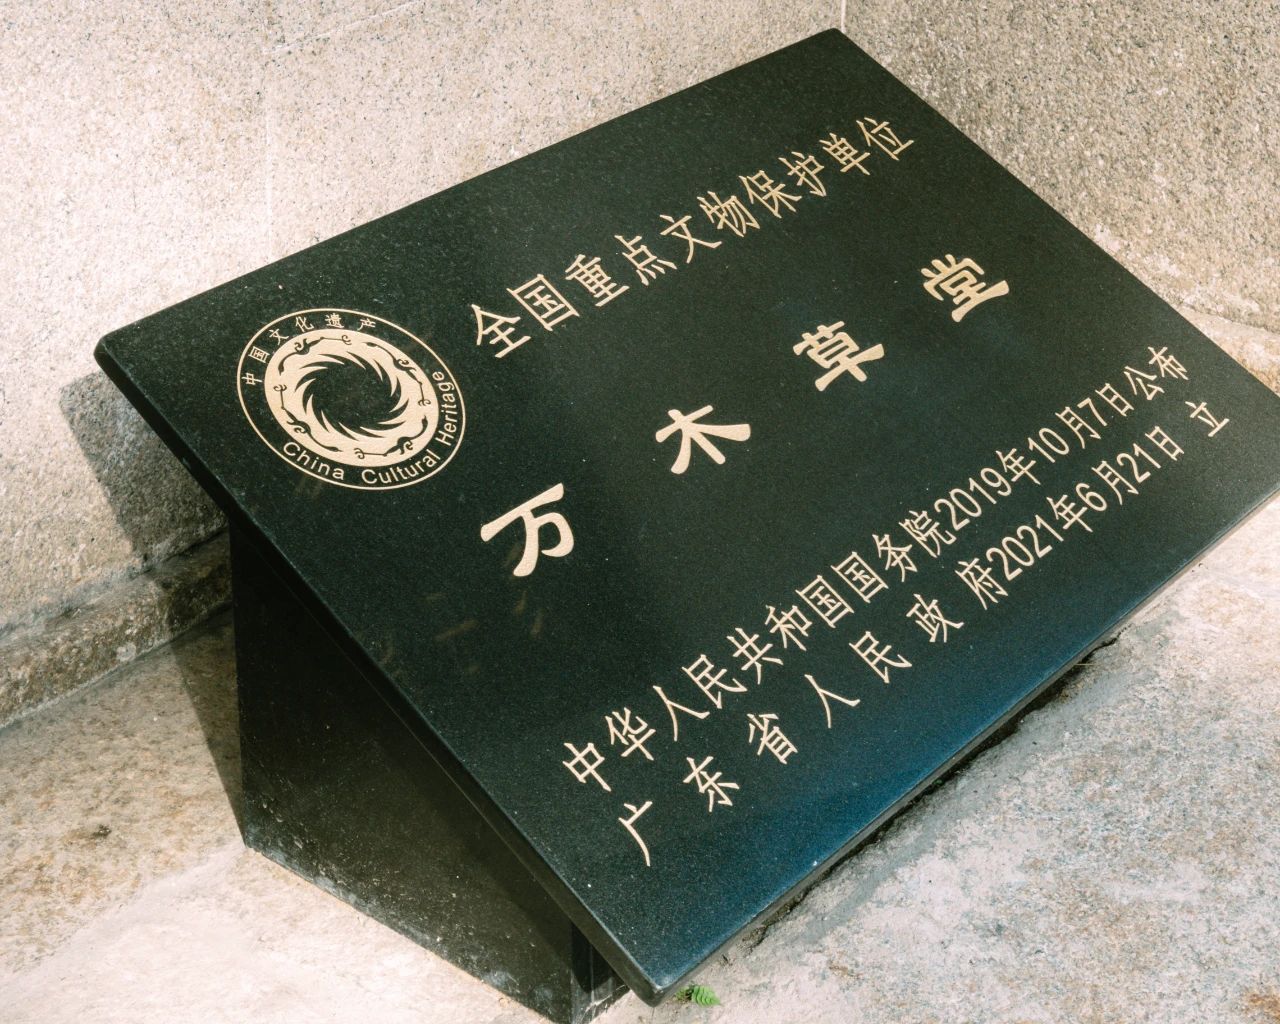 中国文化遗产
China Cultural Heritage
全国重点文物保护单位
万木草堂
中华人民共和国国务院2019年10月7日公布
广东省人民政府2021年6月21日 立